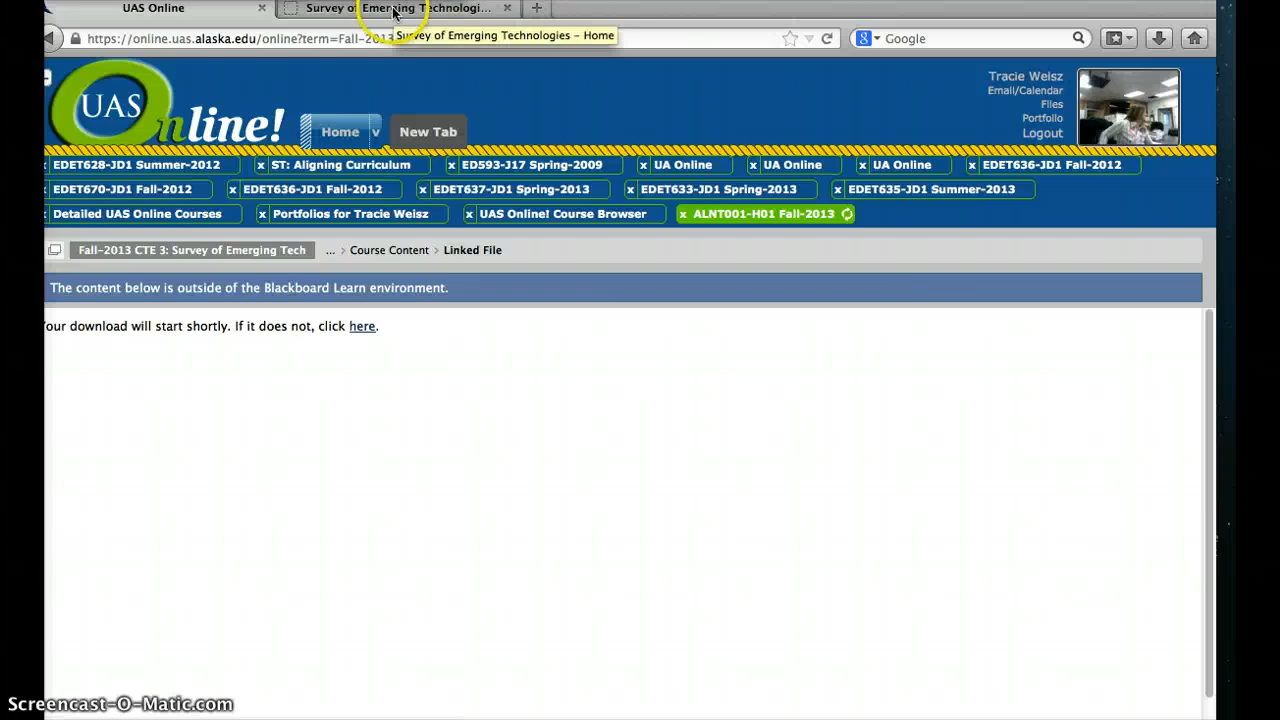 UAS Online
Survey of Emerging Technologi...
https://online.uas.alaska.edu/online?term=Fall-2013
Survey of Emerging Technologies – Home
Google
UAS Online!
Home v
New Tab
Tracie Weisz
Email/Calendar
Files
Portfolio
Logout
EDET628-JD1 Summer-2012 x ST: Aligning Curriculum x ED593-J17 Spring-2009 x UA Online x UA Online x UA Online x EDET636-JD1 Fall-2012
EDET670-JD1 Fall-2012 x EDET636-JD1 Fall-2012 x EDET637-JD1 Spring-2013 x EDET633-JD1 Spring-2013 x EDET635-JD1 Summer-2013
Detailed UAS Online Courses x Portfolios for Tracie Weisz x UAS Online! Course Browser x ALNT001-H01 Fall-2013
Fall-2013 CTE 3: Survey of Emerging Tech ... > Course Content > Linked File
The content below is outside of the Blackboard Learn environment.
our download will start shortly. If it does not, click here.
Screencast-O-Matic.com